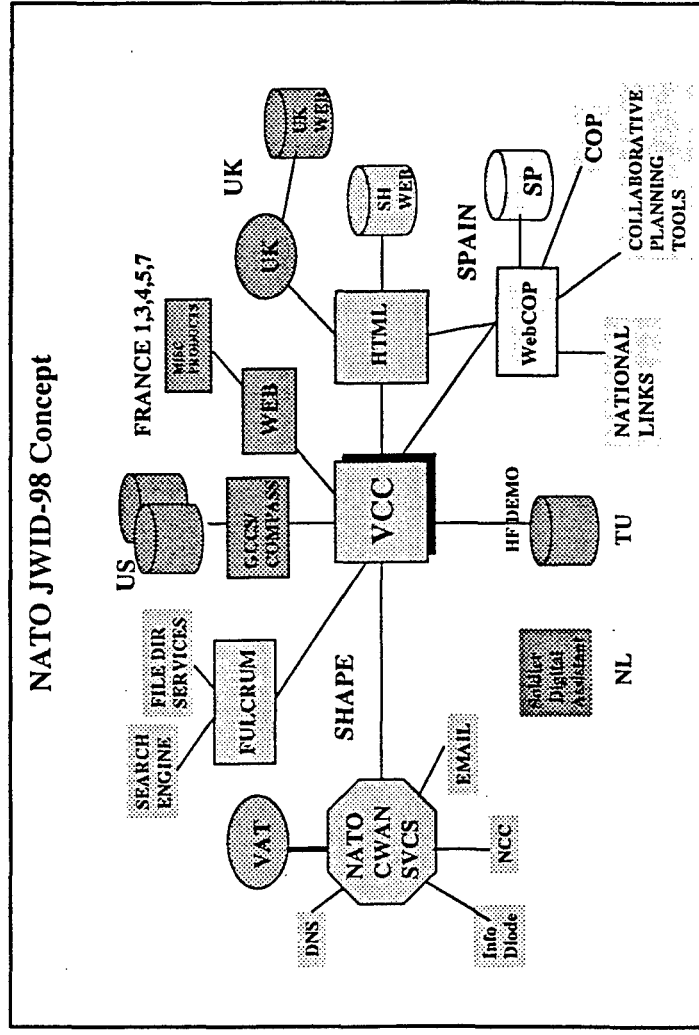 NATO JWID-98 Concept
US
FRANCE 1,3,4,5,7
UK
UK
UK
WEB
MISC
PRODUCTS
SEARCH
ENGINE
FILE DIR
SERVICES
GCCS/
COMPASS
WEB
FULCRUM
SH
WEB
HTML
VAT
SHAPE
VCC
SPAIN
SP
NATO
CWAN
SVCS
DNS
EMAIL
NCC
Info
Diode
WebCOP
COP
COLLABORATIVE
PLANNING
TOOLS
NATIONAL
LINKS
HF DEMO
TU
Soldier
Digital
Assistant
NL